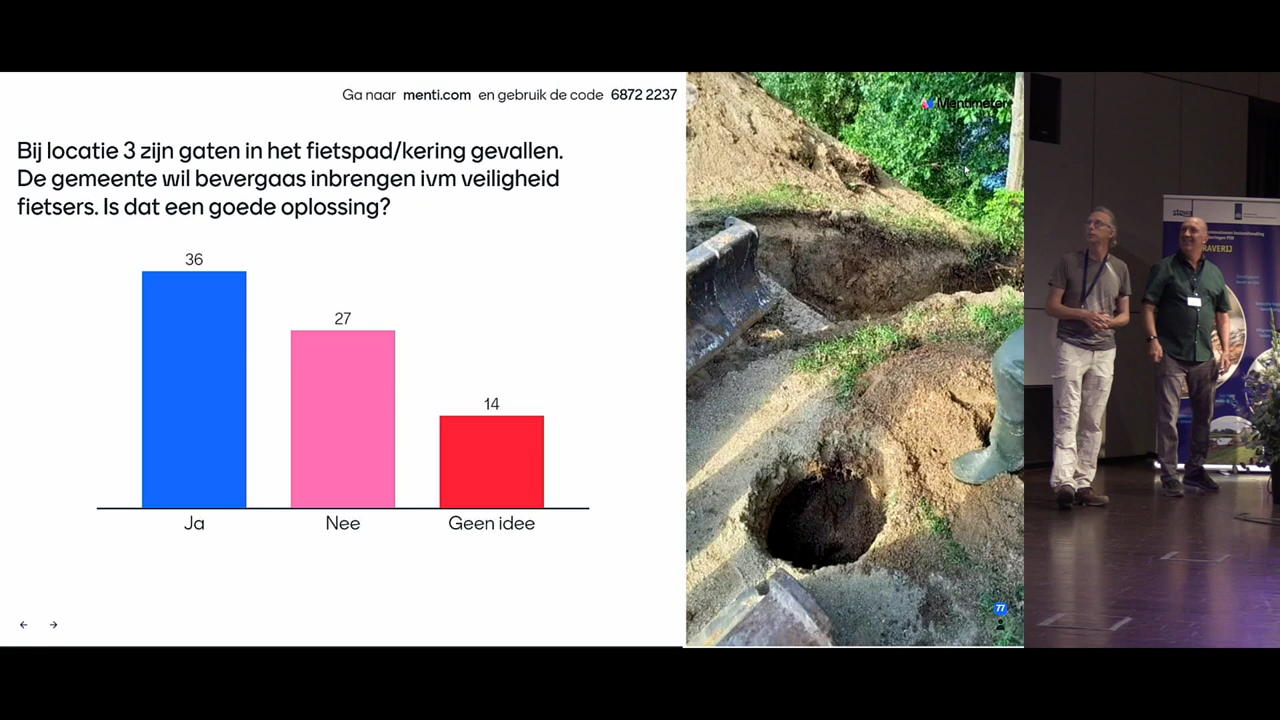 Ga naar menti.com en gebruik de code 6872 2237
Bij locatie 3 zijn gaten in het fietspad/kering gevallen.
De gemeente wil bevergaas inbrengen ivm veiligheid
fietsers. Is dat een goede oplossing?
36
27
14
Ja
Nee
Geen idee
Mentimeter
77
RAVERIJ